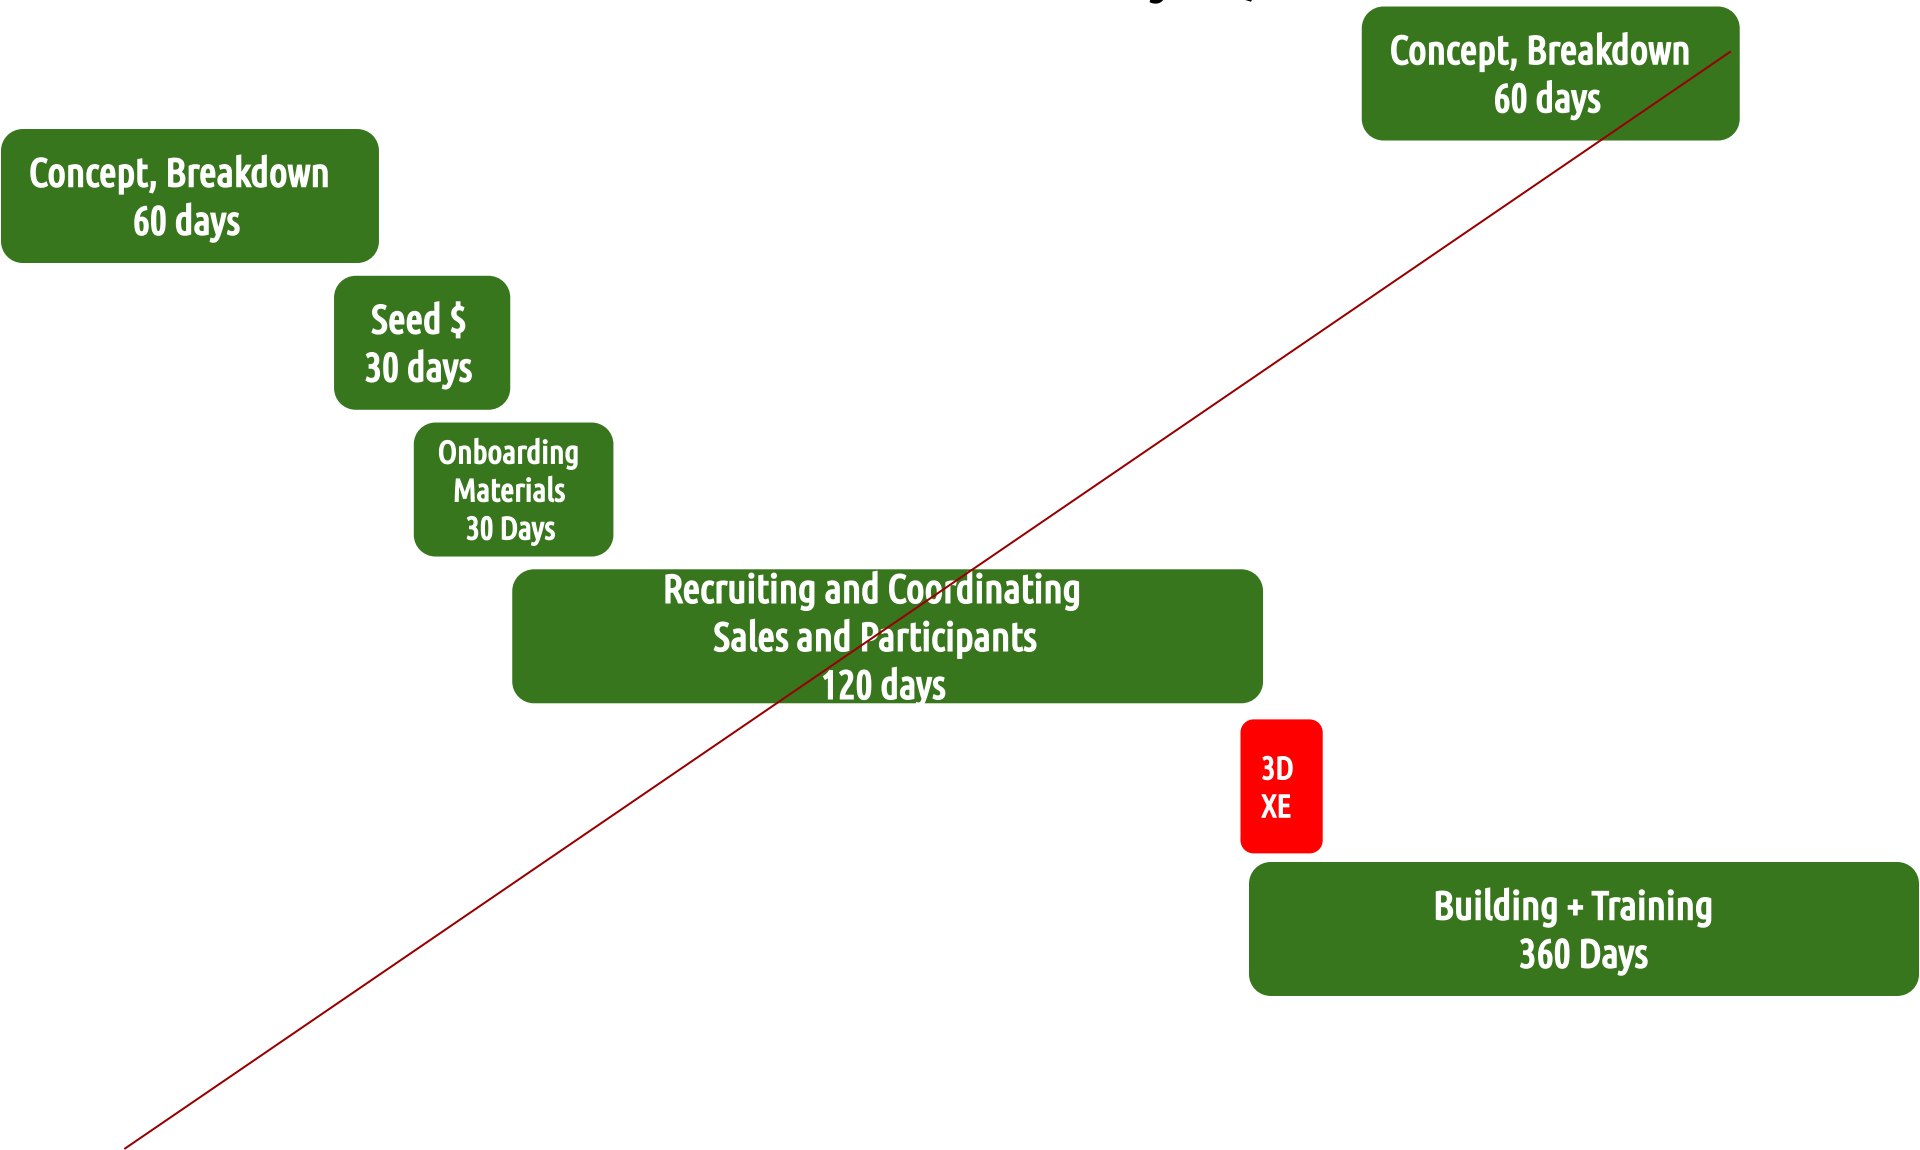 Concept, Breakdown
60 days
Concept, Breakdown
60 days
Seed $
30 days
Onboarding
Materials
30 Days
Recruiting and Coordinating
Sales and Participants
120 days
3D
XE
Building + Training
360 Days